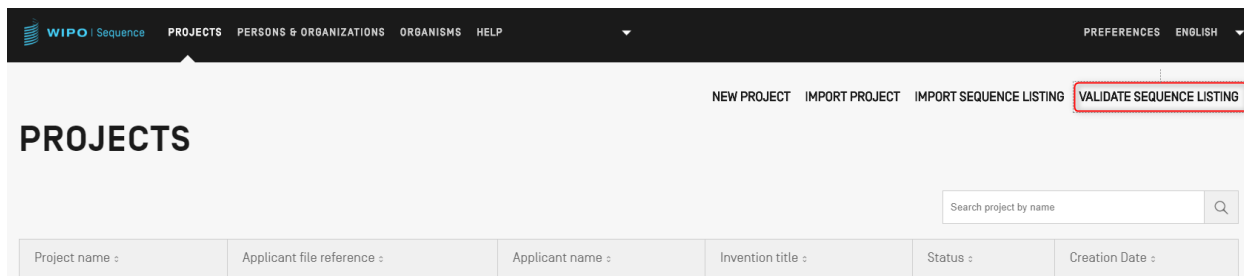 WIPO | Sequence PROJECTS PERSONS & ORGANIZATIONS ORGANISMS HELP PREFERENCES ENGLISH
NEW PROJECT IMPORT PROJECT IMPORT SEQUENCE LISTING VALIDATE SEQUENCE LISTING
PROJECTS
Search project by name
Project name Applicant file reference Applicant name Invention title Status Creation Date